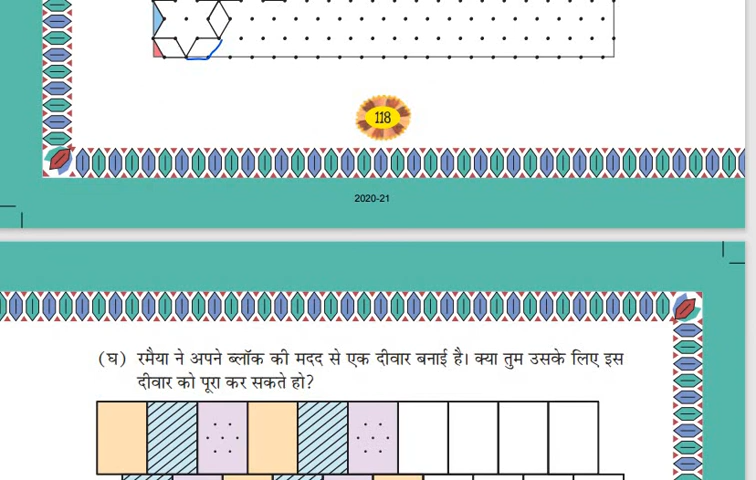 118
2020-21
(घ) रमैया ने अपने ब्लॉक की मदद से एक दीवार बनाई है। क्या तुम उसके लिए इस
दीवार को पूरा कर सकते हो?